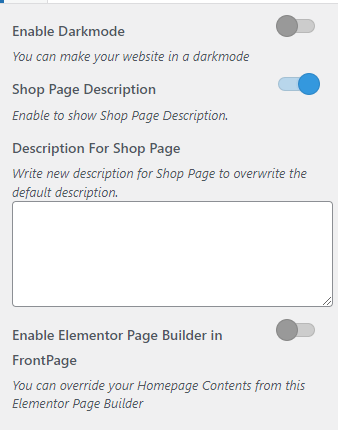 Enable Darkmode
You can make your website in a darkmode
Shop Page Description
Enable to show Shop Page Description.
Description For Shop Page
Write new description for Shop Page to overwrite the
default description.
Enable Elementor Page Builder in
FrontPage
You can override your Homepage Contents from this
Elementor Page Builder